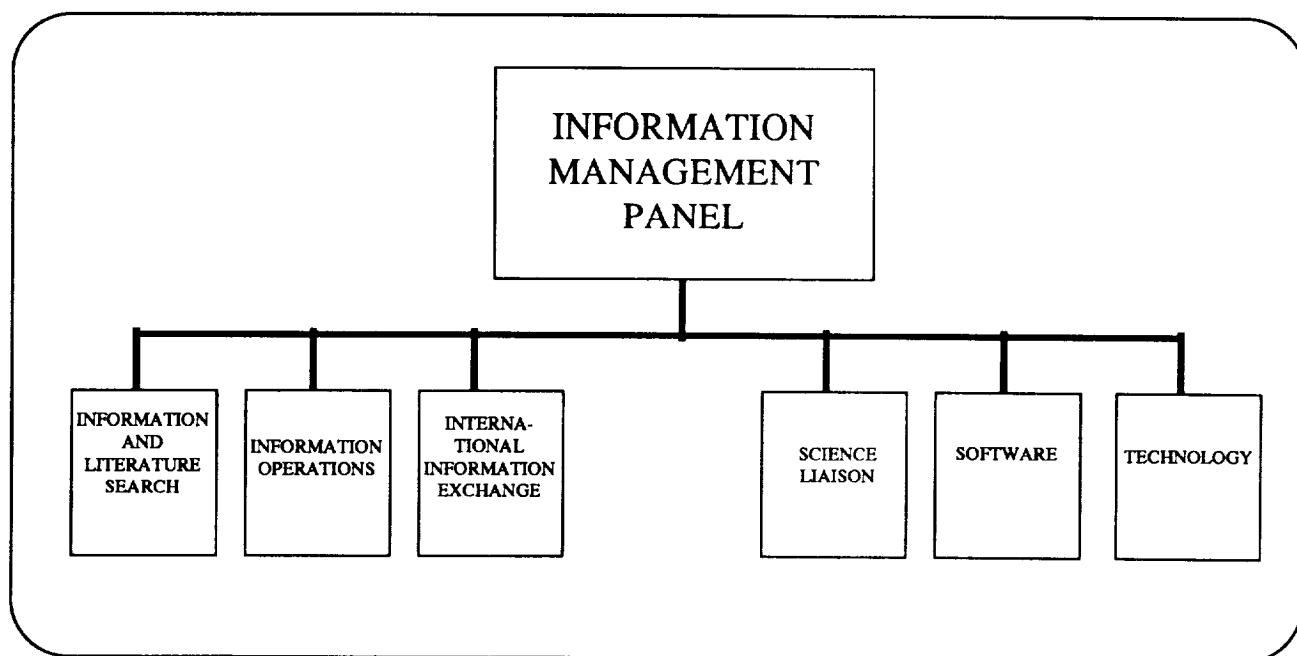 INFORMATION
MANAGEMENT
PANEL
INFORMATION
AND
LITERATURE
SEARCH
INFORMATION
OPERATIONS
INTERNA-
TIONAL
INFORMATION
EXCHANGE
SCIENCE
LIAISON
SOFTWARE
TECHNOLOGY